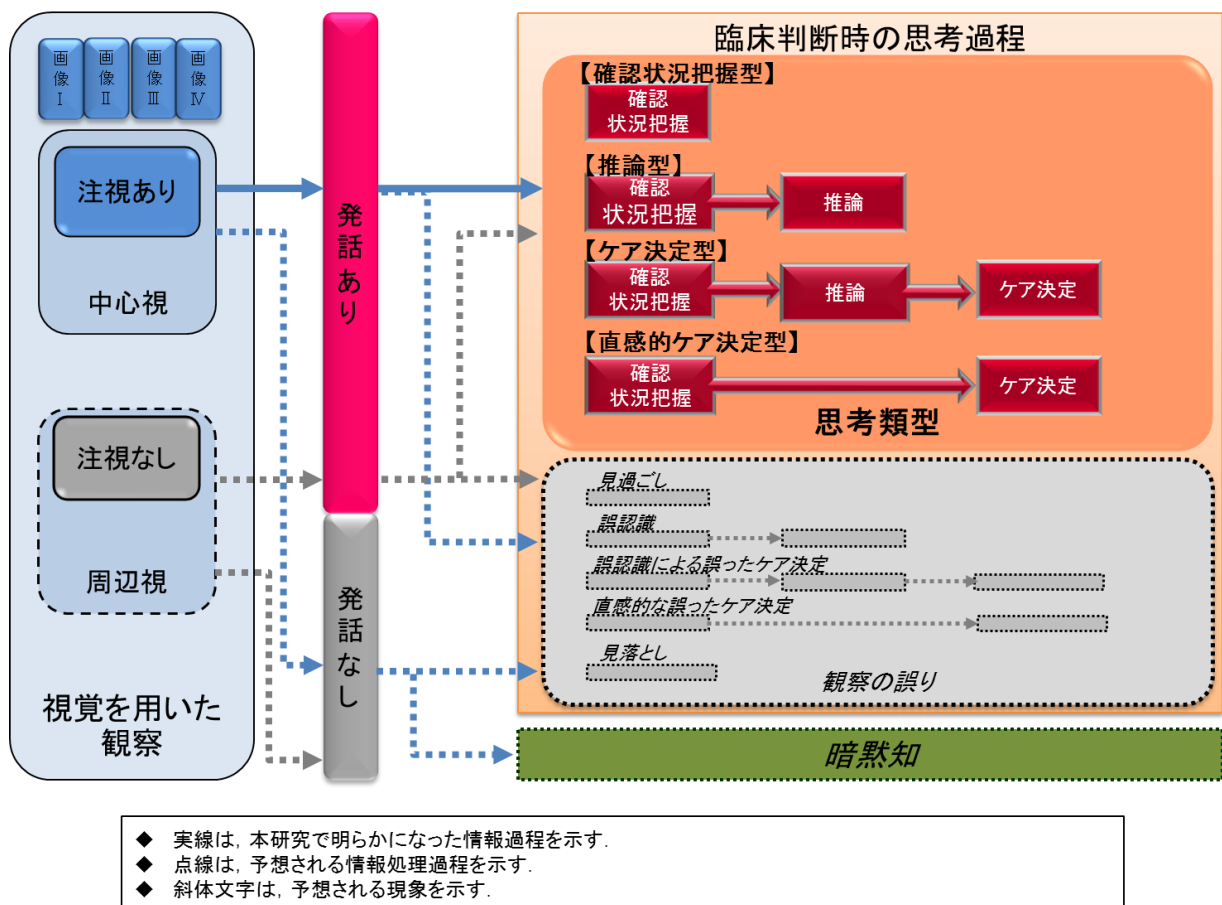 画像Ⅰ
画像Ⅱ
画像Ⅲ
画像Ⅳ
注視あり
中心視
注視なし
周辺視
視覚を用いた
観察
発話あり
発話なし
臨床判断時の思考過程
【確認状況把握型】
確認
状況把握
【推論型】
確認
状況把握
推論
【ケア決定型】
確認
状況把握
推論
ケア決定
【直感的ケア決定型】
確認
状況把握
ケア決定
思考類型
見過ごし
誤認識
誤認識による誤ったケア決定
直感的な誤ったケア決定
見落とし
観察の誤り
暗黙知
◆ 実線は, 本研究で明らかになった情報過程を示す.
◆ 点線は, 予想される情報処理過程を示す.
◆ 斜体文字は, 予想される現象を示す.